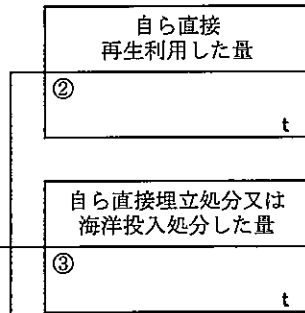 自ら直接
再生利用した量
②
t
自ら直接埋立処分又は
海洋投入処分した量
③
t